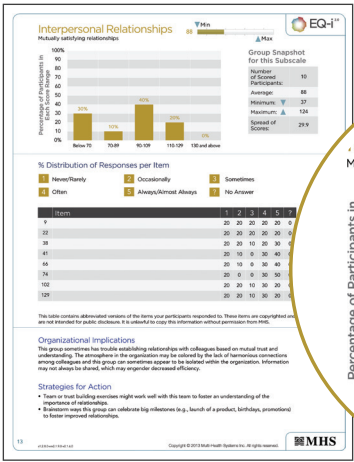 Interpersonal Relationships
Mutually satisfying relationships
88
Min
Max
EQ-i 2.0
Percentage of Participants in
Each Score Range
100%
90
80
70
60
50
40
30
20
10
0%
30%
10%
40%
20%
0%
Below 70
70-89
90-109
110-129
130 and above
Group Snapshot
for this Subscale
Number
of Scored
Participants:
10
Average:
88
Minimum:
37
Maximum:
124
Spread of
Scores:
29.9
% Distribution of Responses per Item
1 Never/Rarely
2 Occasionally
3 Sometimes
4 Often
5 Always/Almost Always
? No Answer
Item 1 2 3 4 5 ?
9 20 20 20 20 20 0
22 20 20 20 20 20 0
38 20 20 10 20 30 0
41 20 10 0 30 40
66 20 10 0 30 40
74 20 0 0 30 50
102 20 20 10 30 20
129 20 20 10 30 20 0
This table contains abbreviated versions of the items your participants responded to. These items are copyrighted and
are not intended for public disclosure. It is unlawful to copy this information without permission from MHS.
Organizational Implications
This group sometimes has trouble establishing relationships with colleagues based on mutual trust and
understanding. The atmosphere in the organization may be colored by the lack of harmonious connections
among colleagues and this group can sometimes appear to be isolated within the organization. Information
may not always be shared, which may engender decreased efficiency.
Strategies for Action
• Team or trust building exercises might work well with this team to foster an understanding of the
importance of relationships.
• Brainstorm ways this group can celebrate big milestones (e.g., launch of a product, birthdays, promotions)
to foster improved relationships.
13
Copyright © 2013 Multi-Health Systems Inc. All rights reserved.
MHS
M
Percentage of Participants in